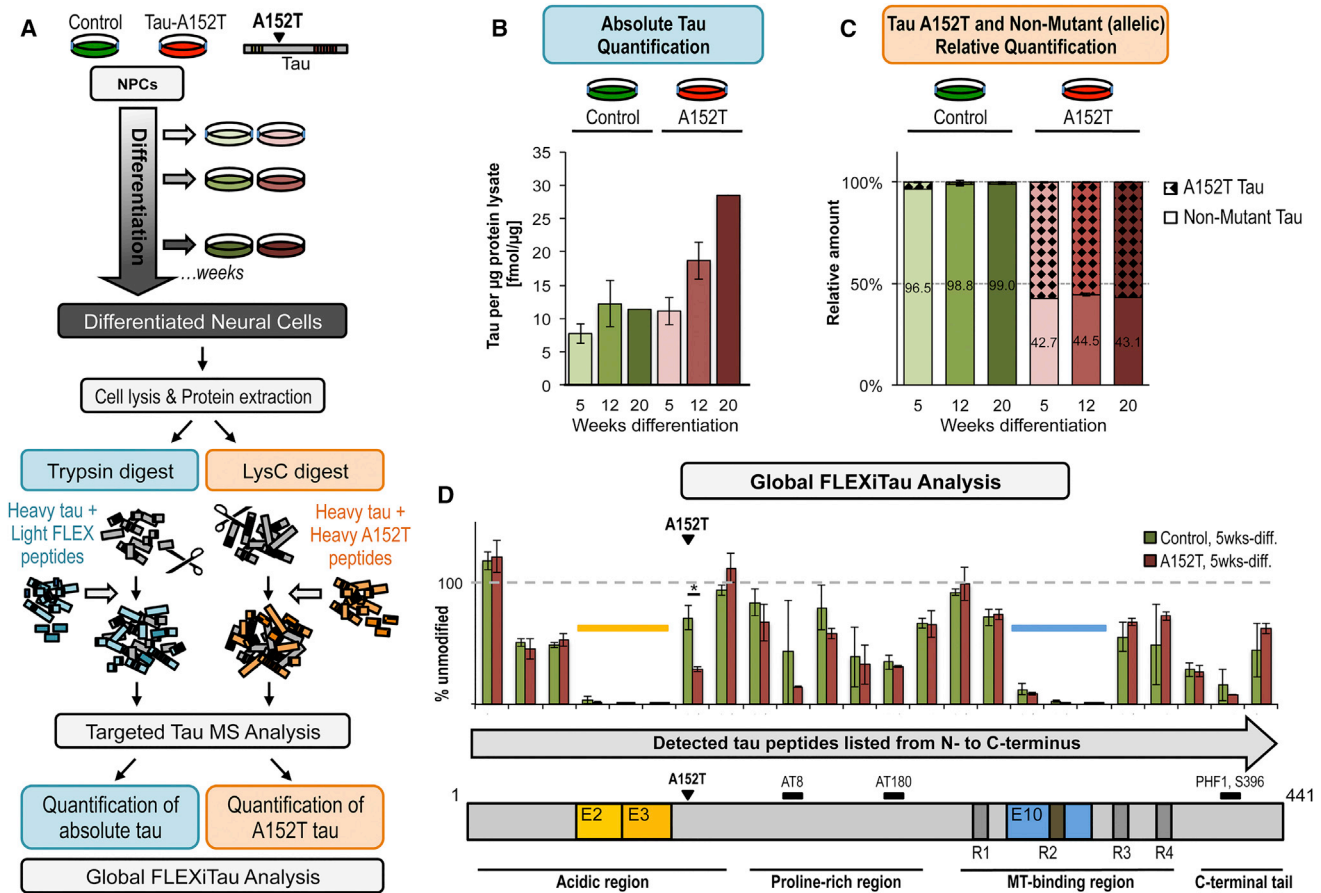 A
Control
Tau-A152T
A152T
Tau
NPCs
Differentiation
...weeks
Differentiated Neural Cells
Cell lysis & Protein extraction
Trypsin digest
LysC digest
Heavy tau +
Light FLEX
peptides
Heavy tau +
Heavy A152T
peptides
Targeted Tau MS Analysis
Quantification of
absolute tau
Quantification of
A152T tau
Global FLEXiTau Analysis
B
Absolute Tau
Quantification
Control
A152T
Tau per µg protein lysate
[fmol/µg]
35
30
25
20
15
10
5
0
5 12 20 5 12 20
Weeks differentiation
C
Tau A152T and Non-Mutant (allelic)
Relative Quantification
Control
A152T
Relative amount
100%
50%
0%
96.5 98.8 99.0 42.7 44.5 43.1
A152T Tau
Non-Mutant Tau
5 12 20 5 12 20
Weeks differentiation
D
Global FLEXiTau Analysis
A152T
Control, 5wks-diff.
A152T, 5wks-diff.
% unmodified
100
*
Detected tau peptides listed from N- to C-terminus
1
A152T
AT8
AT180
PHF1, S396
441
E2
E3
E10
R1
R2
R3
R4
Acidic region
Proline-rich region
MT-binding region
C-terminal tail